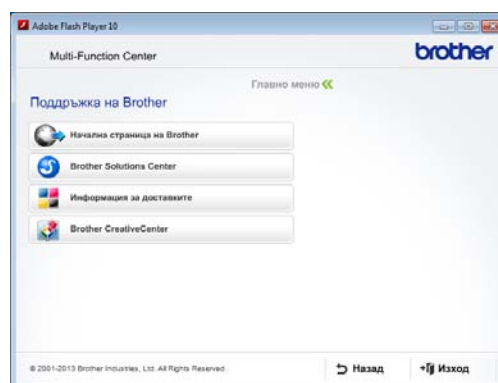 Adobe Flash Player 10
Multi-Function Center
brother
Главно меню
Поддръжка на Brother
Начална страница на Brother
Brother Solutions Center
Информация за доставките
Brother CreativeCenter
© 2001-2013 Brother Industries, Ltd. All Rights Reserved.
Назад
Изход